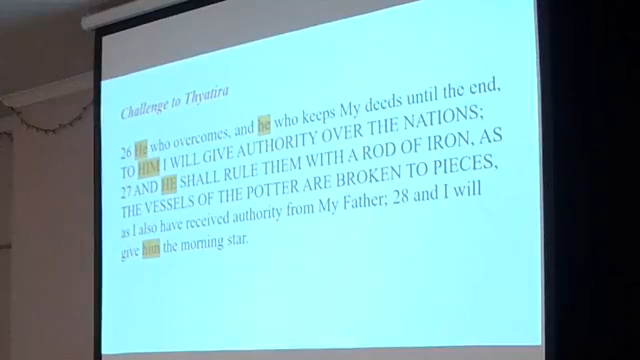 Challenge to Thyatira
26 He who overcomes, and he who keeps My deeds until the end,
TO HIM I WILL GIVE AUTHORITY OVER THE NATIONS;
27 AND HE SHALL RULE THEM WITH A ROD OF IRON, AS
THE VESSELS OF THE POTTER ARE BROKEN TO PIECES,
as I also have received authority from My Father; 28 and I will
give him the morning star.